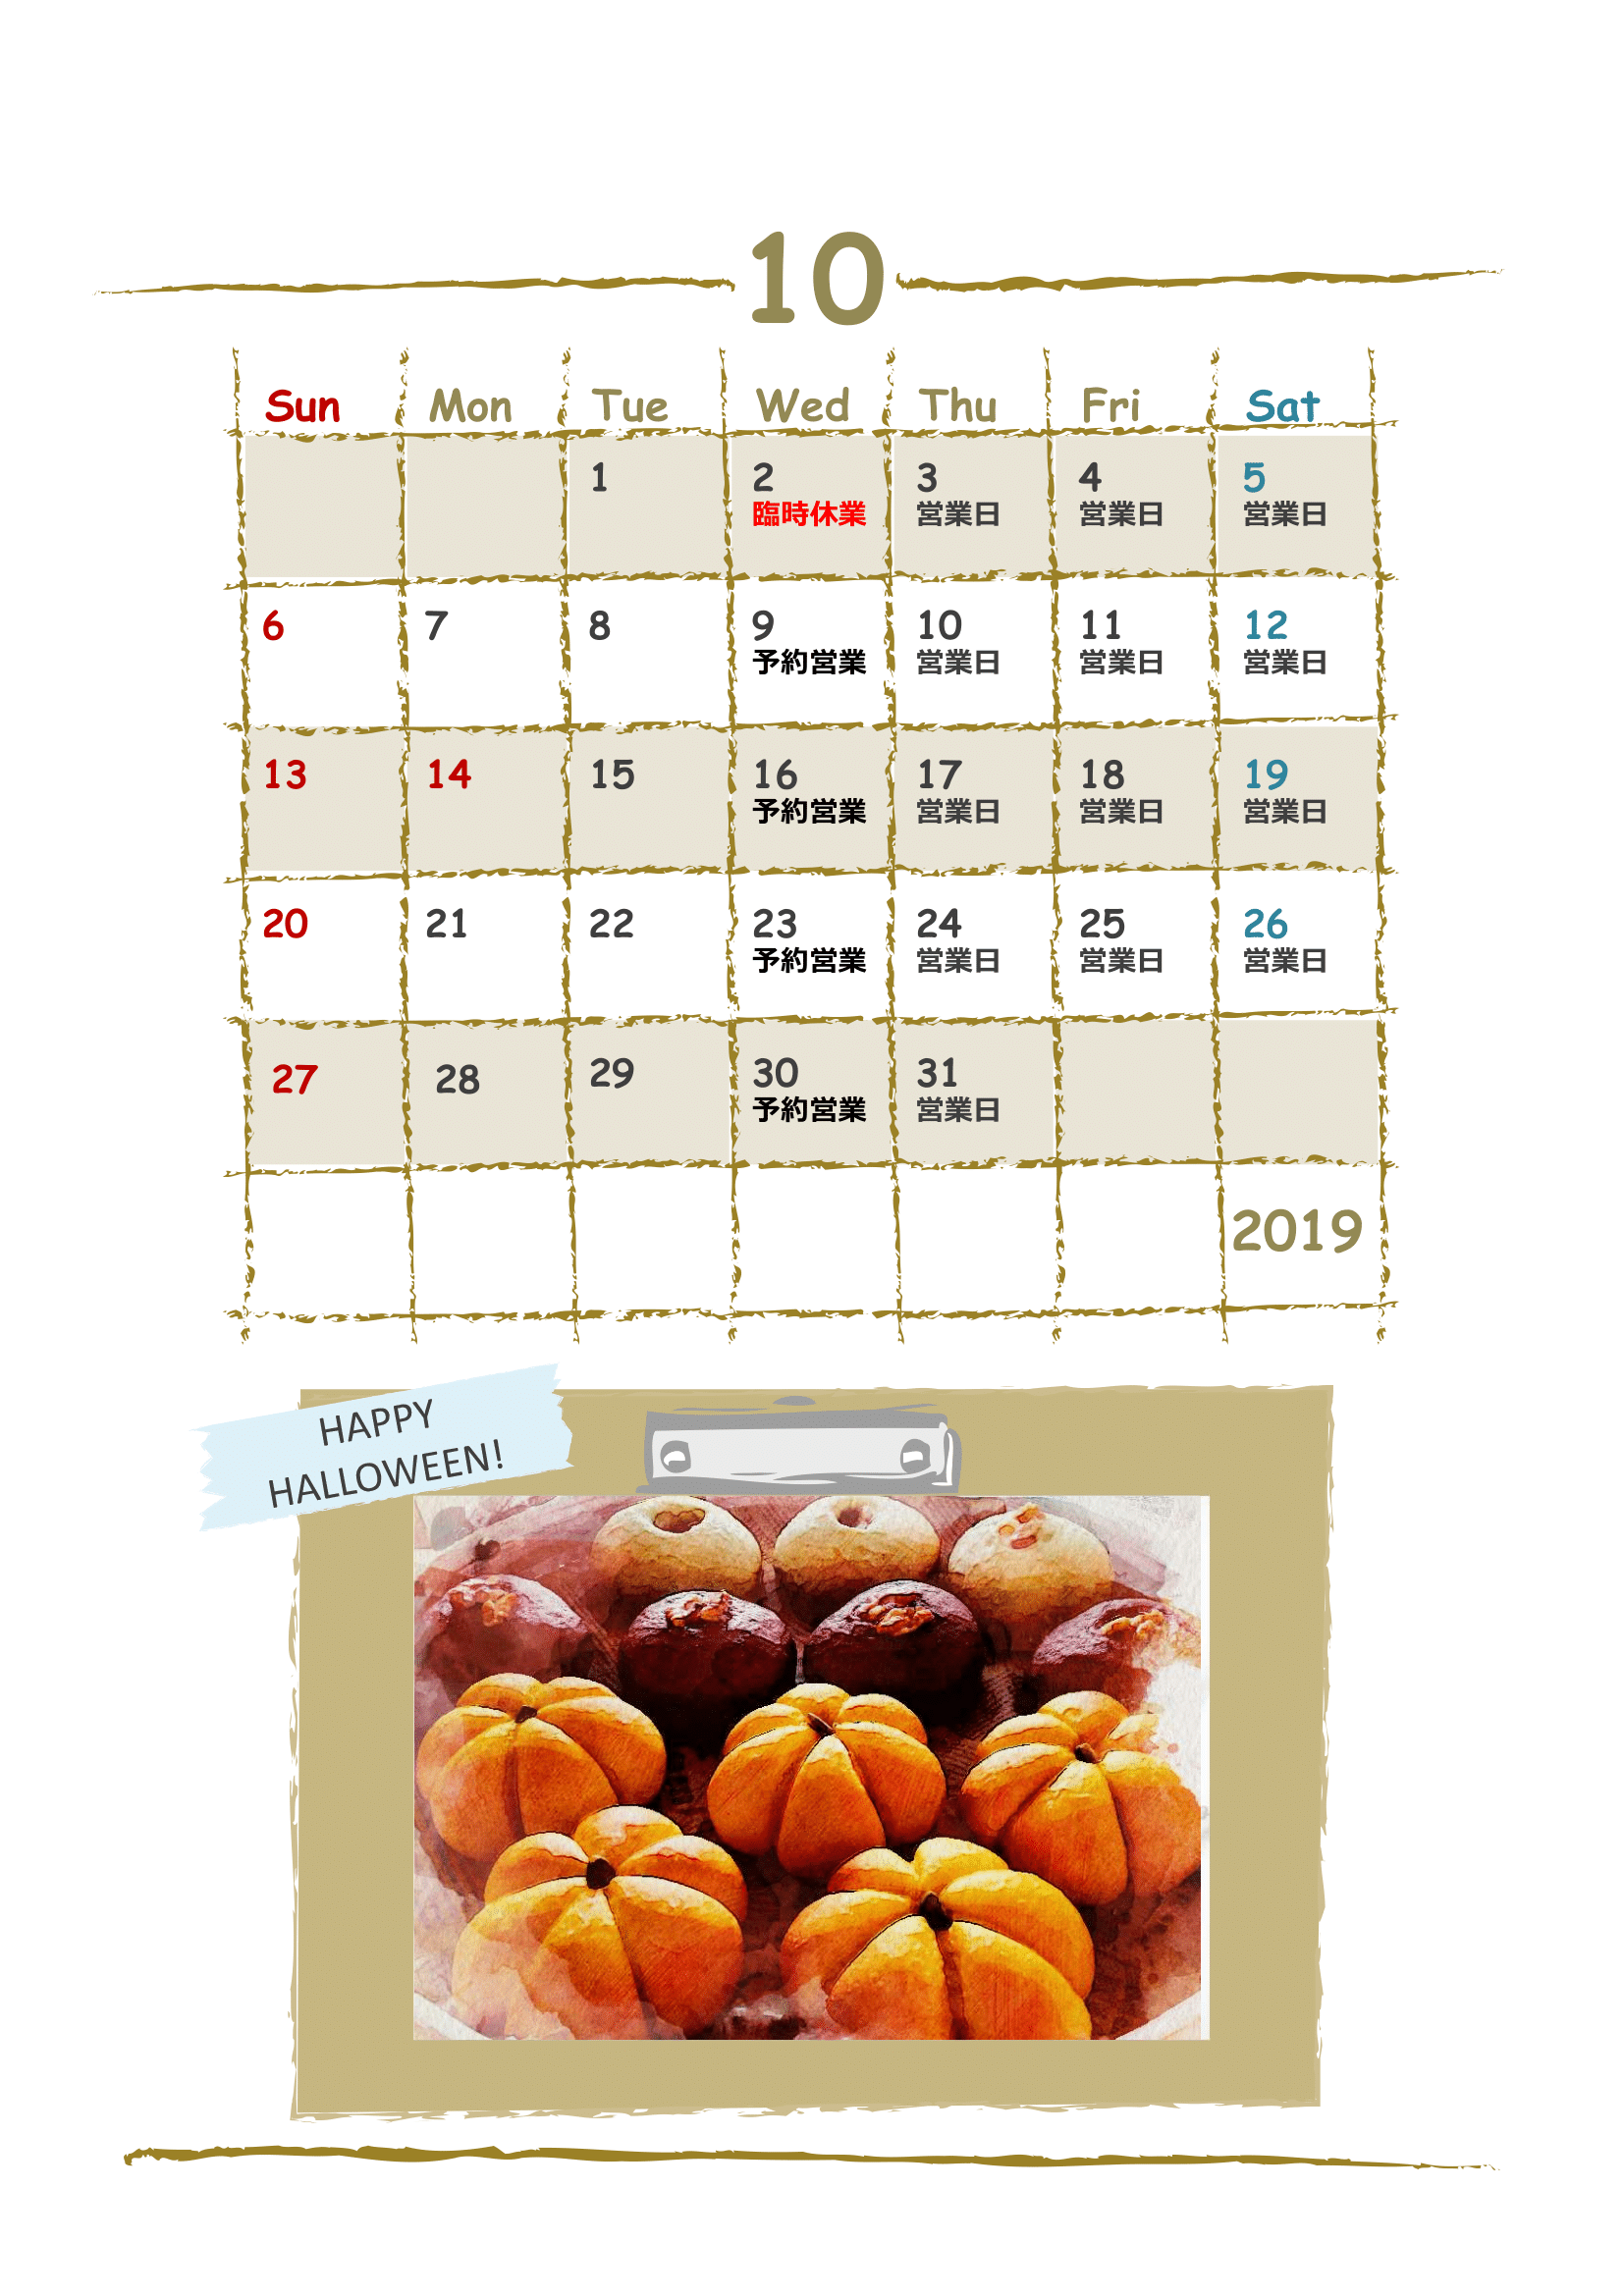 10
Sun Mon Tue Wed Thu Fri Sat
1 2 3 4 5
臨時休業 営業日 営業日 営業日
6 7 8 9 10 11 12
予約営業 営業日 営業日 営業日
13 14 15 16 17 18 19
予約営業 営業日 営業日 営業日
20 21 22 23 24 25 26
予約営業 営業日 営業日 営業日
27 28 29 30 31
予約営業 営業日
2019
HAPPY
HALLOWEEN!